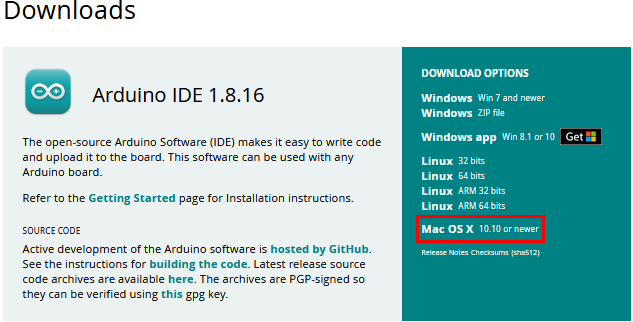 Downloads
Arduino IDE 1.8.16
The open-source Arduino Software (IDE) makes it easy to write code
and upload it to the board. This software can be used with any
Arduino board.
Refer to the Getting Started page for Installation instructions.
SOURCE CODE
Active development of the Arduino software is hosted by GitHub.
See the instructions for building the code. Latest release source
code archives are available here. The archives are PGP-signed so
they can be verified using this gpg key.
DOWNLOAD OPTIONS
Windows Win 7 and newer
Windows ZIP file
Windows app Win 8.1 or 10 Get
Linux 32 bits
Linux 64 bits
Linux ARM 32 bits
Linux ARM 64 bits
Mac OS X 10.10 or newer
Release Notes Checksums (sha512)